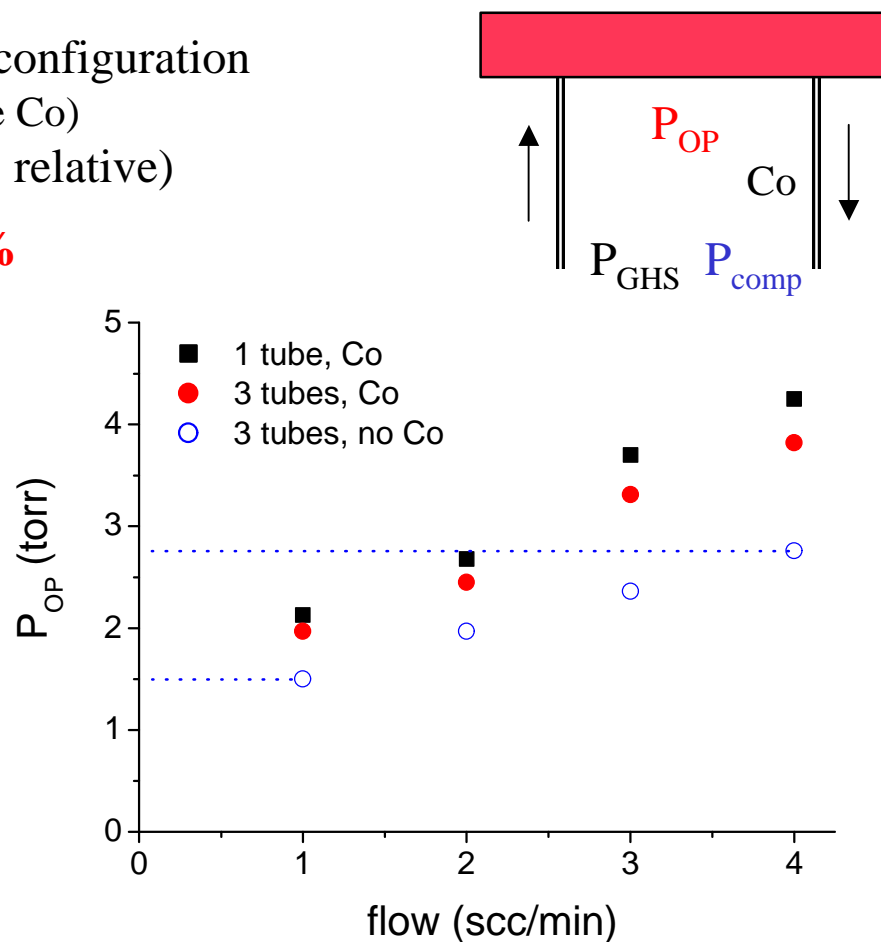 configuration
e Co)
relative)
%
P_OP
Co
P_GHS P_comp
5
4
3
2
1
0
P_OP (torr)
1 tube, Co
3 tubes, Co
3 tubes, no Co
0 1 2 3 4
flow (scc/min)